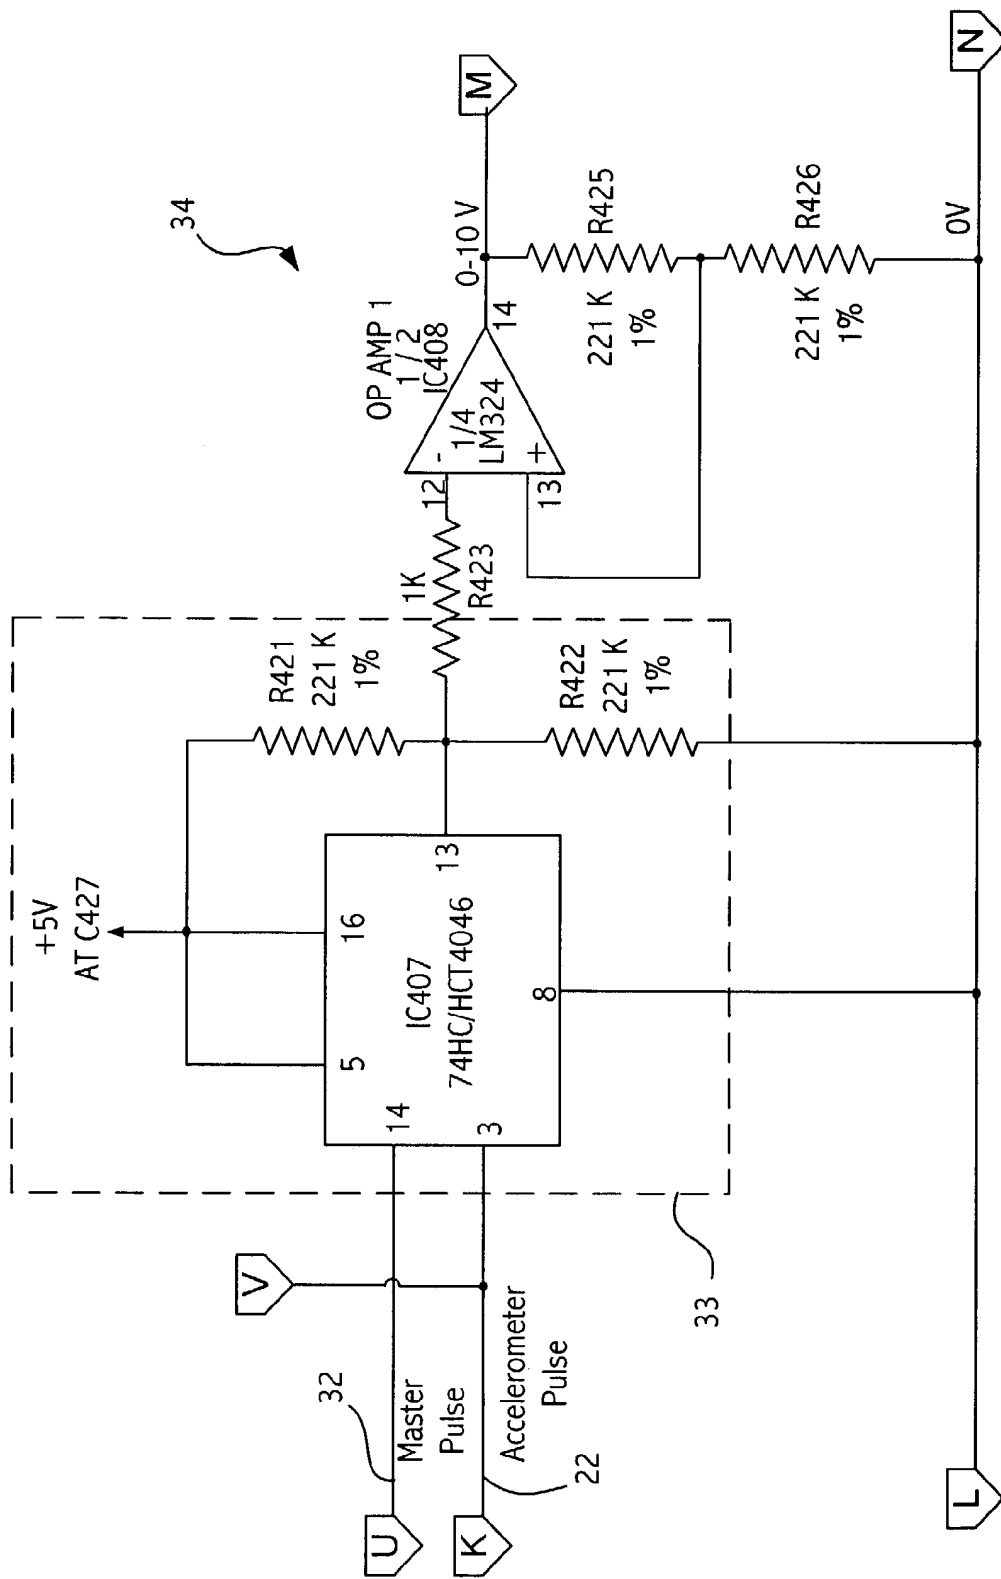 34
M
N
OP AMP 1
1/2
IC408
1/4
LM324
-
+
12
13
14
0-10 V
R425
221 K
1%
R426
221 K
1%
0V
1K
R423
R421
221 K
1%
R422
221 K
1%
+5V
AT C427
16
5
13
IC407
74HC/HCT4046
8
14
3
V
33
32
Master
Pulse
Accelerometer
Pulse
22
U
K
L